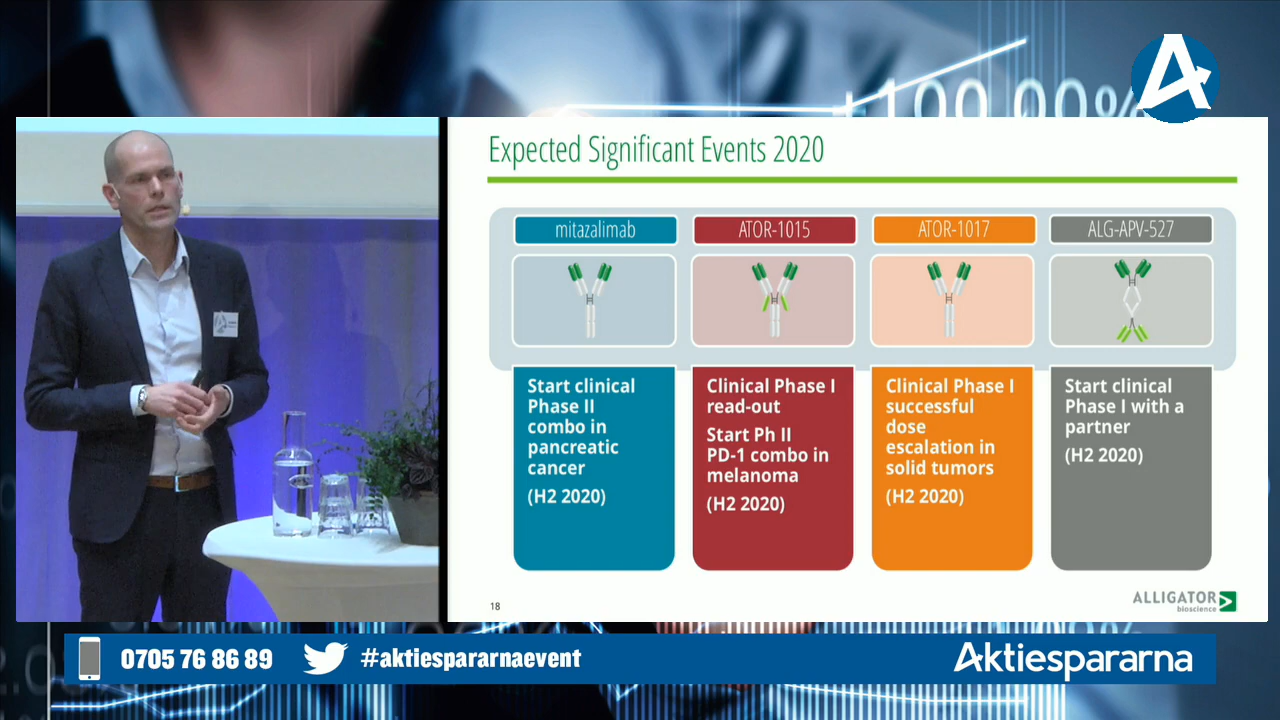 +100,00%
Expected Significant Events 2020
mitazalimab
ATOR-1015
ATOR-1017
ALG-APV-527
Start clinical
Phase II
combo in
pancreatic
cancer
(H2 2020)
Clinical Phase I
read-out
Start Ph II
PD-1 combo in
melanoma
(H2 2020)
Clinical Phase I
successful
dose
escalation in
solid tumors
(H2 2020)
Start clinical
Phase I with a
partner
(H2 2020)
18
ALLIGATOR
bioscience
0705 76 86 89
#aktiespararnaevent
Aktiespararna